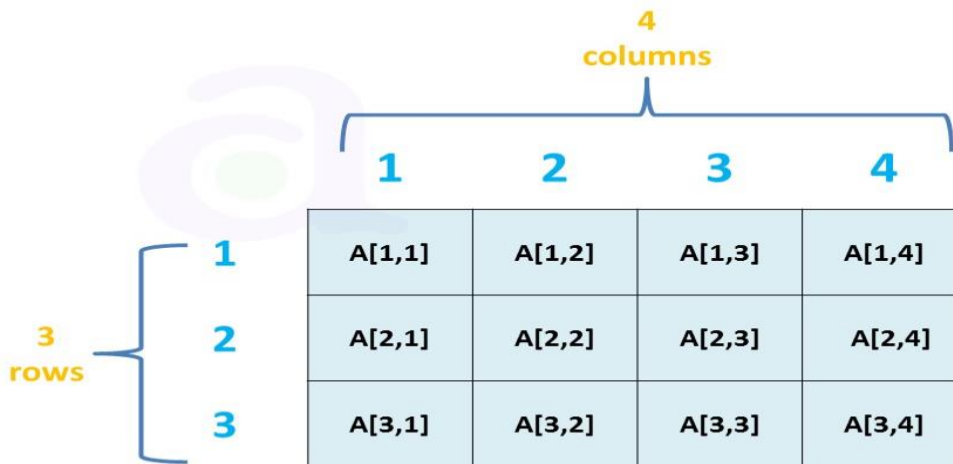 4
columns
1 2 3 4
1 A[1,1] A[1,2] A[1,3] A[1,4]
2 A[2,1] A[2,2] A[2,3] A[2,4]
3
rows
3 A[3,1] A[3,2] A[3,3] A[3,4]